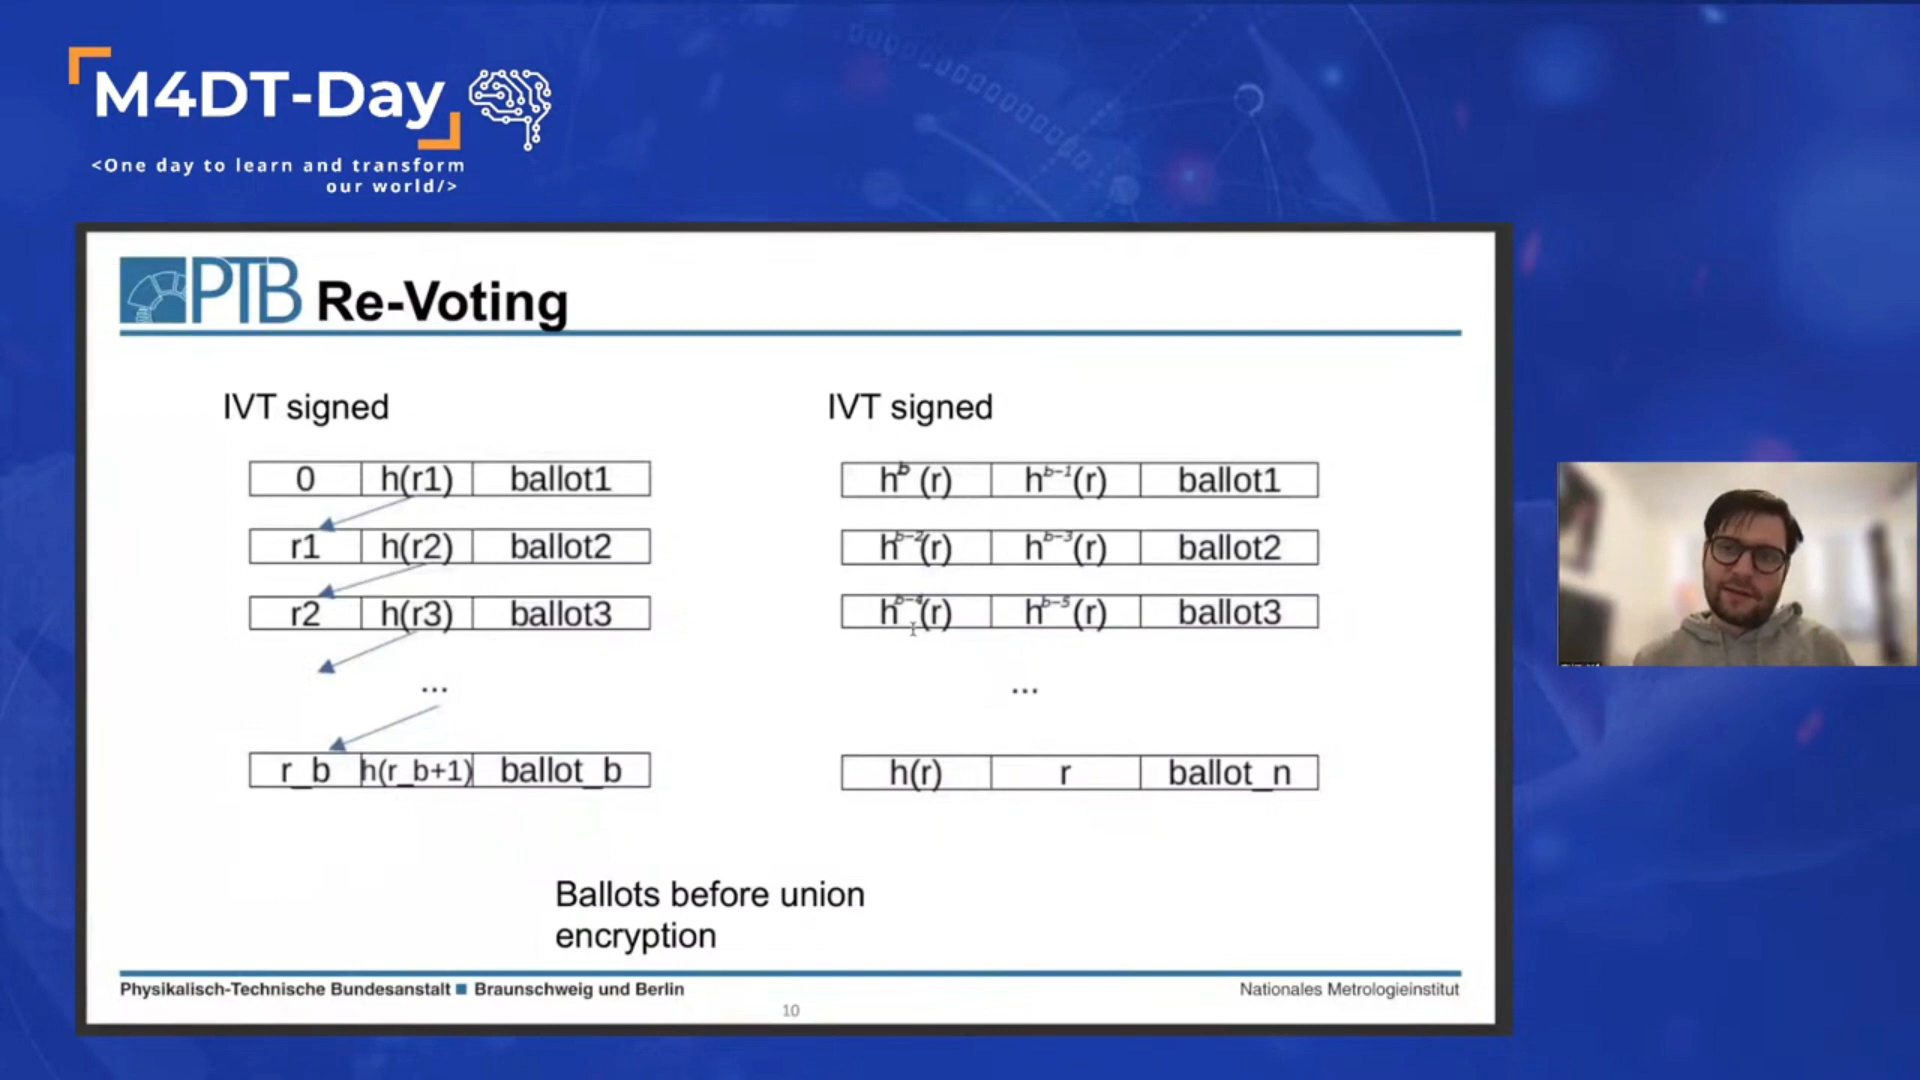 M4DT-Day
<One day to learn and transform
our world/>
PTB Re-Voting
IVT signed
0 h(r1) ballot1
r1 h(r2) ballot2
r2 h(r3) ballot3
...
r_b h(r_b+1) ballot_b
IVT signed
h^b (r) h^b-1(r) ballot1
h^b-2(r) h^b-3(r) ballot2
h^b-4(r) h^b-5(r) ballot3
...
h(r) r ballot_n
Ballots before union
encryption
Physikalisch-Technische Bundesanstalt ■ Braunschweig und Berlin
Nationales Metrologieinstitut
10